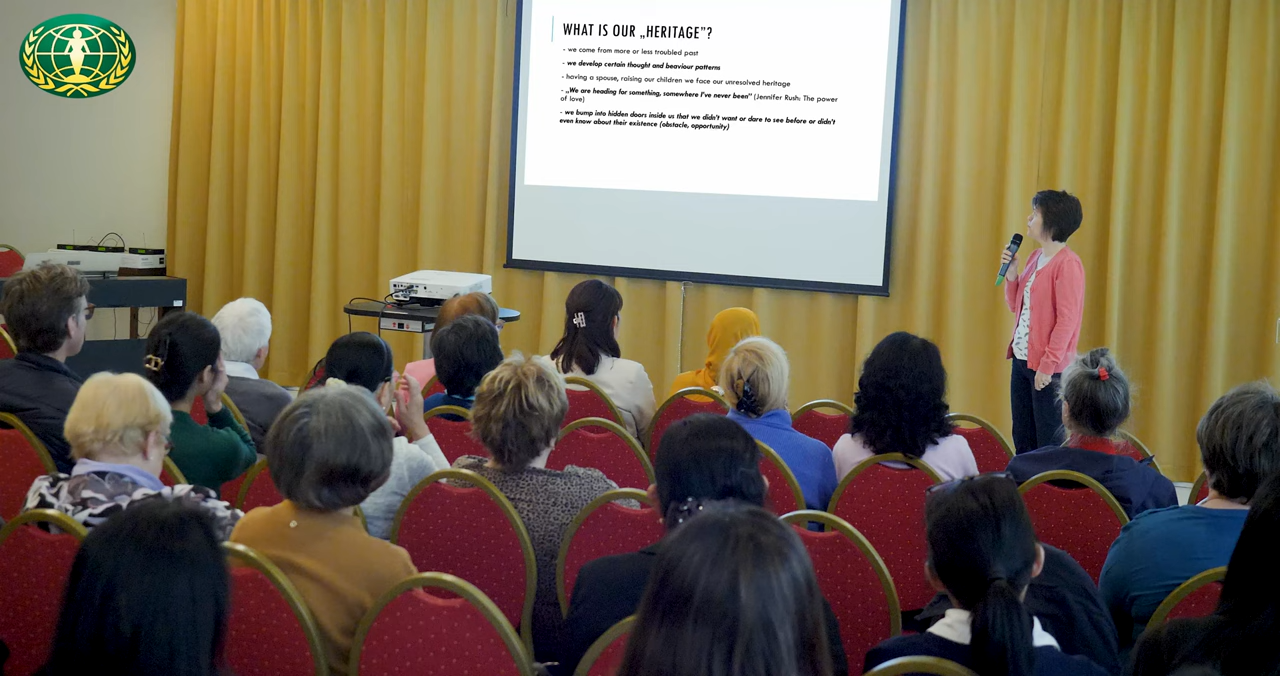 WHAT IS OUR „HERITAGE”?
- we come from more or less troubled past
- we develop certain thought and beaviour patterns
- having a spouse, raising our children we face our unresolved heritage
- „We are heading for something, somewhere I've never been” (Jennifer Rush: The power
of love)
- we bump into hidden doors inside us that we didn't want or dare to see before or didn't
even know about their existence (obstacle, opportunity)